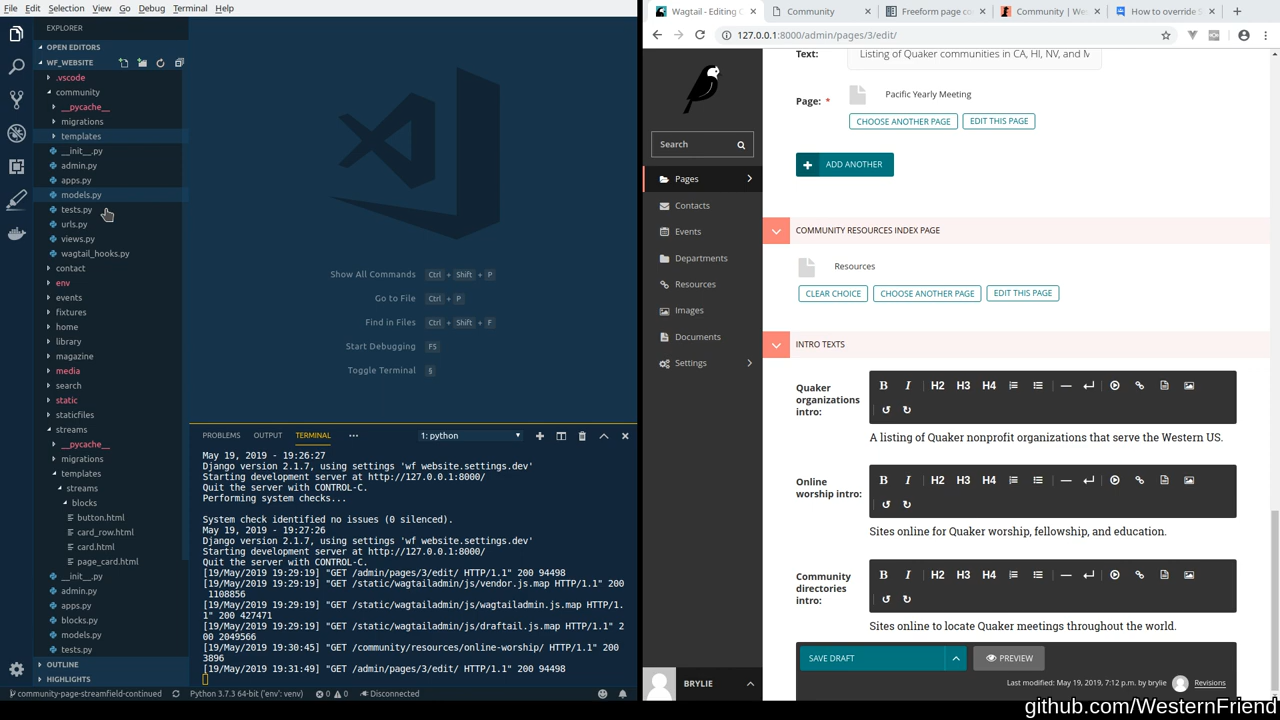 File Edit Selection View Go Debug Terminal Help
EXPLORER
OPEN EDITORS
WF_WEBSITE
.vscode
community
__pycache__
migrations
templates
__init__.py
admin.py
apps.py
models.py
tests.py
urls.py
views.py
wagtail_hooks.py
contact
env
events
fixtures
home
library
magazine
media
search
static
staticfiles
streams
__pycache__
migrations
templates
streams
blocks
button.html
card_row.html
card.html
page_card.html
__init__.py
admin.py
apps.py
blocks.py
models.py
tests.py
OUTLINE
HIGHLIGHTS
Show All Commands Ctrl + Shift + P
Go to File Ctrl + P
Find in Files Ctrl + Shift + F
Start Debugging F5
Toggle Terminal §
PROBLEMS OUTPUT TERMINAL ••• 1: python
May 19, 2019 - 19:26:27
Django version 2.1.7, using settings 'wf_website.settings.dev'
Starting development server at http://127.0.0.1:8000/
Quit the server with CONTROL-C.
Performing system checks...
System check identified no issues (0 silenced).
May 19, 2019 - 19:27:26
Django version 2.1.7, using settings 'wf_website.settings.dev'
Starting development server at http://127.0.0.1:8000/
Quit the server with CONTROL-C.
[19/May/2019 19:29:19] "GET /admin/pages/3/edit/ HTTP/1.1" 200 94498
[19/May/2019 19:29:19] "GET /static/wagtailadmin/js/vendor.js.map HTTP/1.1" 200
1108856
[19/May/2019 19:29:19] "GET /static/wagtailadmin/js/wagtailadmin.js.map HTTP/1.
1" 200 427471
[19/May/2019 19:29:19] "GET /static/wagtailadmin/js/draftail.js.map HTTP/1.1" 2
00 2049566
[19/May/2019 19:30:45] "GET /community/resources/online-worship/ HTTP/1.1" 200
3896
[19/May/2019 19:31:49] "GET /admin/pages/3/edit/ HTTP/1.1" 200 94498
community-page-streamfield-continued Python 3.7.3 64-bit ('env': venv) 0 0 Disconnected
Wagtail - Editing Community Freeform page co Community | We How to override S
127.0.0.1:8000/admin/pages/3/edit/
Search
Pages
Contacts
Events
Departments
Resources
Images
Documents
Settings
BRYLIE
Text: Listing of Quaker communities in CA, HI, NV, and M
Page: * Pacific Yearly Meeting
CHOOSE ANOTHER PAGE EDIT THIS PAGE
ADD ANOTHER
COMMUNITY RESOURCES INDEX PAGE
Resources
CLEAR CHOICE CHOOSE ANOTHER PAGE EDIT THIS PAGE
INTRO TEXTS
Quaker
organizations
intro:
B I H2 H3 H4
A listing of Quaker nonprofit organizations that serve the Western US.
Online
worship intro:
B I H2 H3 H4
Sites online for Quaker worship, fellowship, and education.
Community
directories
intro:
B I H2 H3 H4
Sites online to locate Quaker meetings throughout the world.
SAVE DRAFT PREVIEW
Last modified: May 19, 2019, 7:12 p.m. by brylie Revisions
github.com/WesternFriend